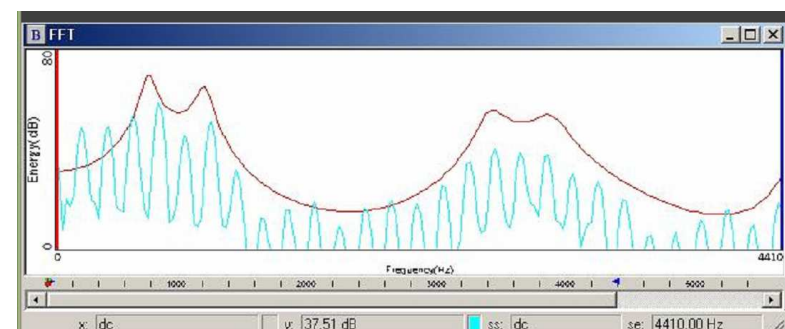 B FFT
80
Energy(dB)
0
0
4410
Frequency(Hz)
1000 2000 3000 4000 5000
x: dc y: 37.51 dB ss: dc se: 4410.00 Hz